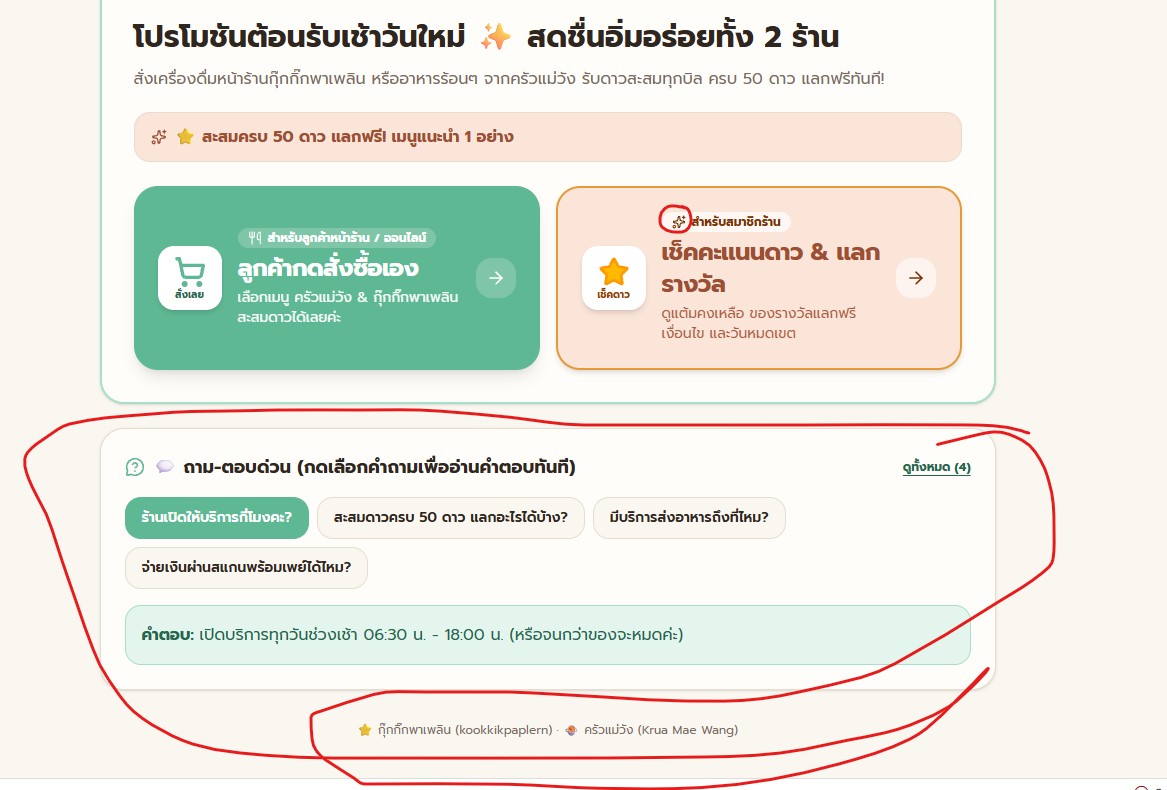 โปรโมชันต้อนรับเช้าวันใหม่ ✨ สดชื่นอิ่มอร่อยทั้ง 2 ร้าน
สั่งเครื่องดื่มหน้าร้านกุ๊กกิ๊กพาเพลิน หรืออาหารร้อนๆ จากครัวแม่วัง รับดาวสะสมทุกบิล ครบ 50 ดาว แลกฟรีทันที!
⭐ สะสมครบ 50 ดาว แลกฟรี! เมนูแนะนำ 1 อย่าง
สำหรับลูกค้าหน้าร้าน / ออนไลน์
ลูกค้ากดสั่งซื้อเอง
สั่งเลย
เลือกเมนู ครัวแม่วัง & กุ๊กกิ๊กพาเพลิน
สะสมดาวได้เลยค่ะ
สำหรับสมาชิกร้าน
เช็คคะแนนดาว & แลก
รางวัล
เช็คดาว
ดูแต้มคงเหลือ ของรางวัลแลกฟรี
เงื่อนไข และวันหมดเขต
💬 ถาม-ตอบด่วน (กดเลือกคำถามเพื่ออ่านคำตอบทันที)
ดูทั้งหมด (4)
ร้านเปิดให้บริการกี่โมงคะ?
สะสมดาวครบ 50 ดาว แลกอะไรได้บ้าง?
มีบริการส่งอาหารถึงที่ไหม?
จ่ายเงินผ่านสแกนพร้อมเพย์ได้ไหม?
คำตอบ: เปิดบริการทุกวันช่วงเช้า 06:30 น. - 18:00 น. (หรือจนกว่าของจะหมดค่ะ)
⭐ กุ๊กกิ๊กพาเพลิน (kookkikpaplern) · ครัวแม่วัง (Krua Mae Wang)